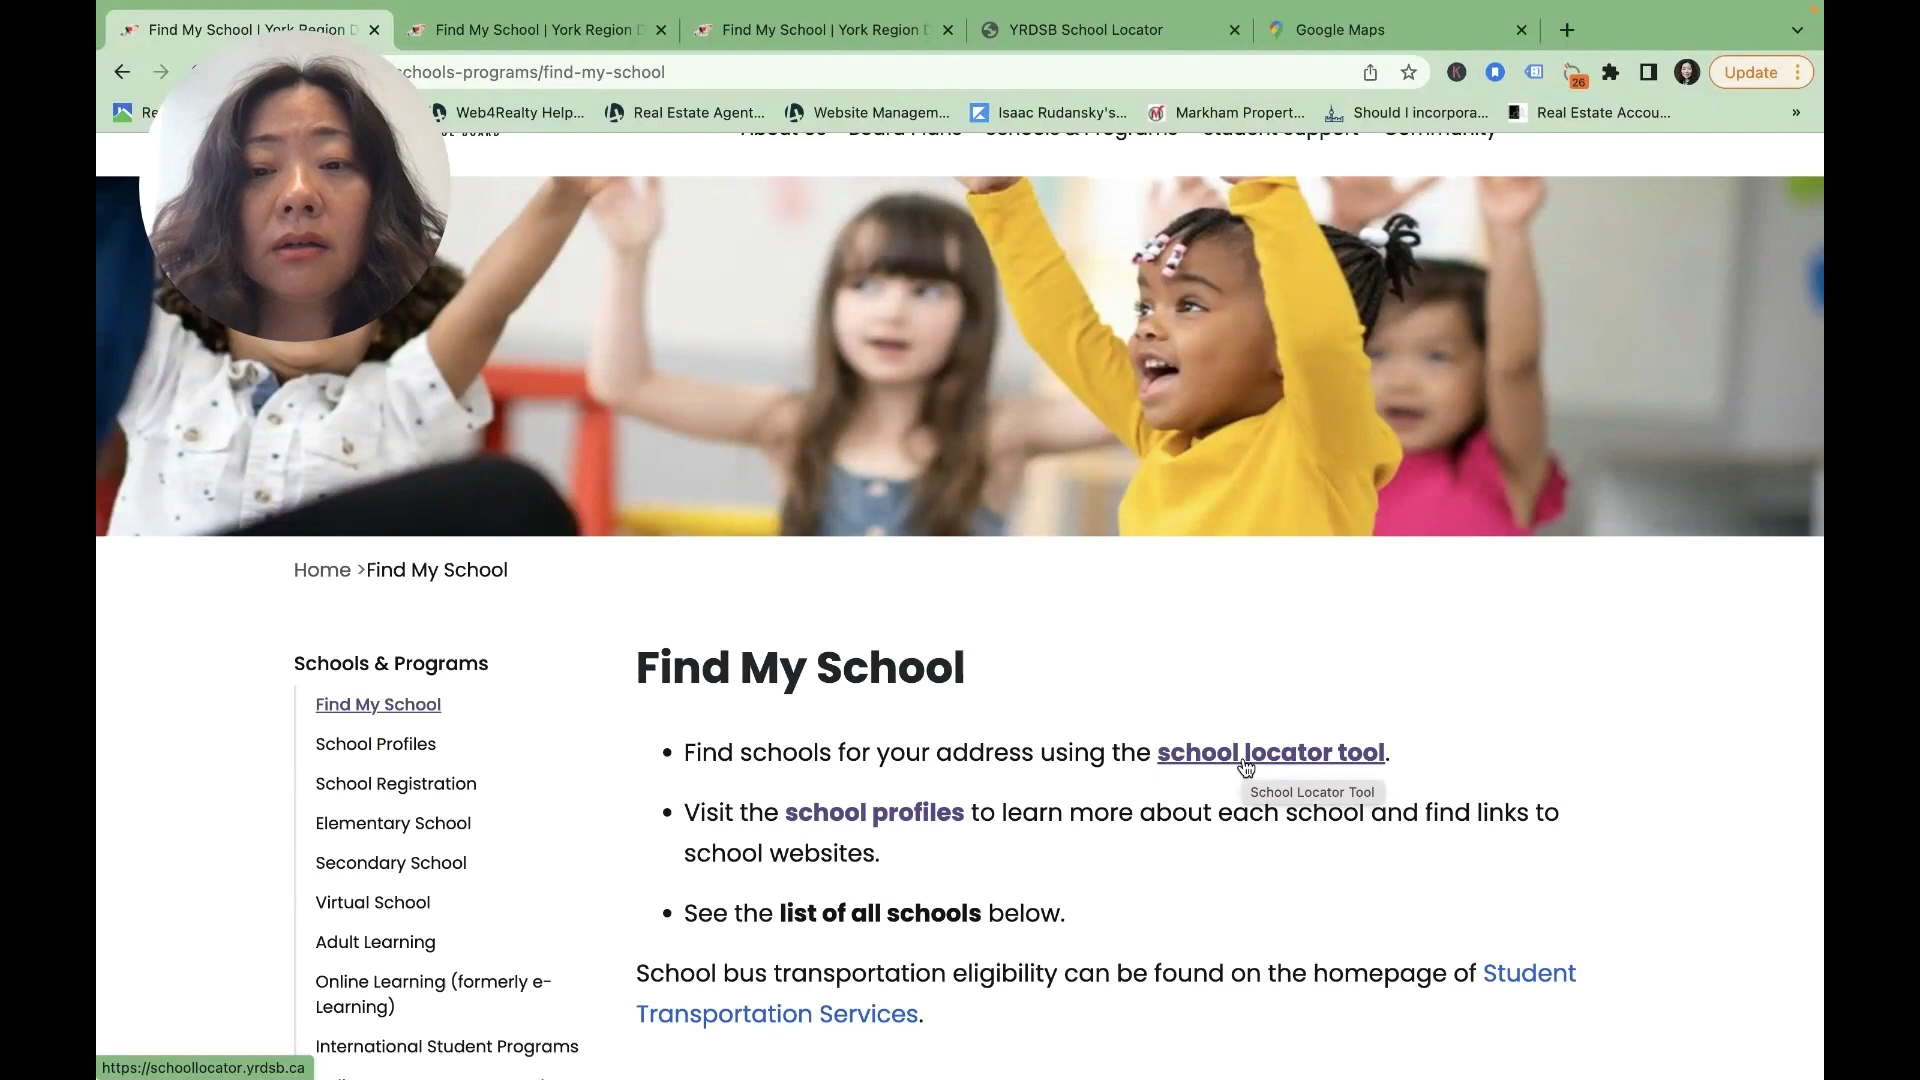 Find My School | York Region D
Find My School | York Region D
Find My School | York Region D
YRDSB School Locator
Google Maps
chools-programs/find-my-school
K
26
Update
Re
Web4Realty Help...
Real Estate Agent...
Website Managem...
Isaac Rudansky's...
Markham Propert...
Should I incorpora...
Real Estate Accou...
»
About Us
Board Plans
Schools & Programs
Student Support
Community
Home >Find My School
Schools & Programs
Find My School
School Profiles
School Registration
Elementary School
Secondary School
Virtual School
Adult Learning
Online Learning (formerly e-
Learning)
International Student Programs
Find My School
• Find schools for your address using the school locator tool.
School Locator Tool
• Visit the school profiles to learn more about each school and find links to
school websites.
• See the list of all schools below.
School bus transportation eligibility can be found on the homepage of Student
Transportation Services.
https://schoollocator.yrdsb.ca